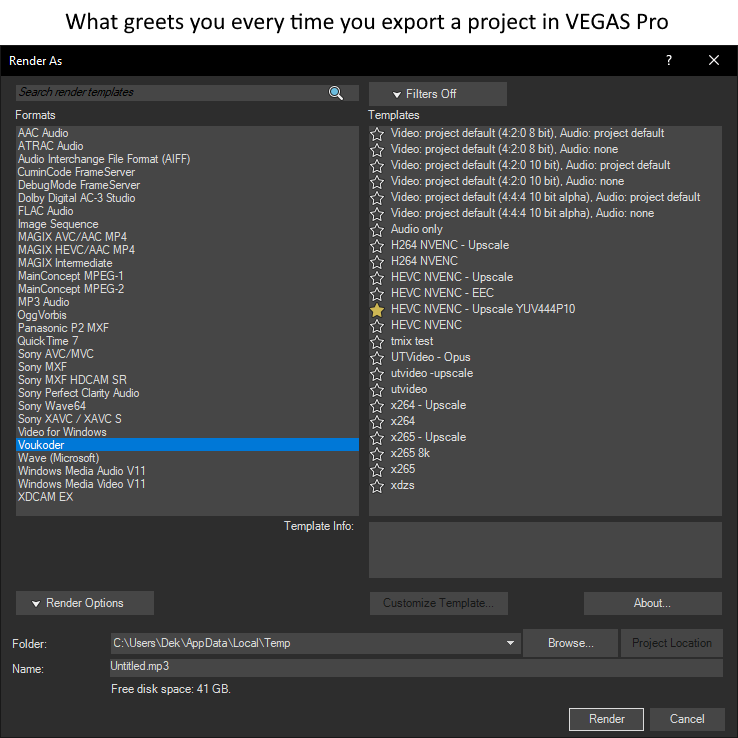 What greets you every time you export a project in VEGAS Pro
Render As
?
Search render templates
Filters Off
Formats
Templates
AAC Audio
ATRAC Audio
Audio Interchange File Format (AIFF)
CuminCode FrameServer
DebugMode FrameServer
Dolby Digital AC-3 Studio
FLAC Audio
Image Sequence
MAGIX AVC/AAC MP4
MAGIX HEVC/AAC MP4
MAGIX Intermediate
MainConcept MPEG-1
MainConcept MPEG-2
MP3 Audio
OggVorbis
Panasonic P2 MXF
QuickTime 7
Sony AVC/MVC
Sony MXF
Sony MXF HDCAM SR
Sony Perfect Clarity Audio
Sony Wave64
Sony XAVC / XAVC S
Video for Windows
Voukoder
Wave (Microsoft)
Windows Media Audio V11
Windows Media Video V11
XDCAM EX
Video: project default (4:2:0 8 bit), Audio: project default
Video: project default (4:2:0 8 bit), Audio: none
Video: project default (4:2:0 10 bit), Audio: project default
Video: project default (4:2:0 10 bit), Audio: none
Video: project default (4:4:4 10 bit alpha), Audio: project default
Video: project default (4:4:4 10 bit alpha), Audio: none
Audio only
H264 NVENC - Upscale
H264 NVENC
HEVC NVENC - Upscale
HEVC NVENC - EEC
HEVC NVENC - Upscale YUV444P10
HEVC NVENC
tmix test
UTVideo - Opus
utvideo -upscale
utvideo
x264 - Upscale
x264
x265 - Upscale
x265 8k
x265
xdzs
Template Info:
Render Options
Customize Template...
About...
Folder:
C:\Users\Dek\AppData\Local\Temp
Browse...
Project Location
Name:
Untitled.mp3
Free disk space: 41 GB.
Render
Cancel